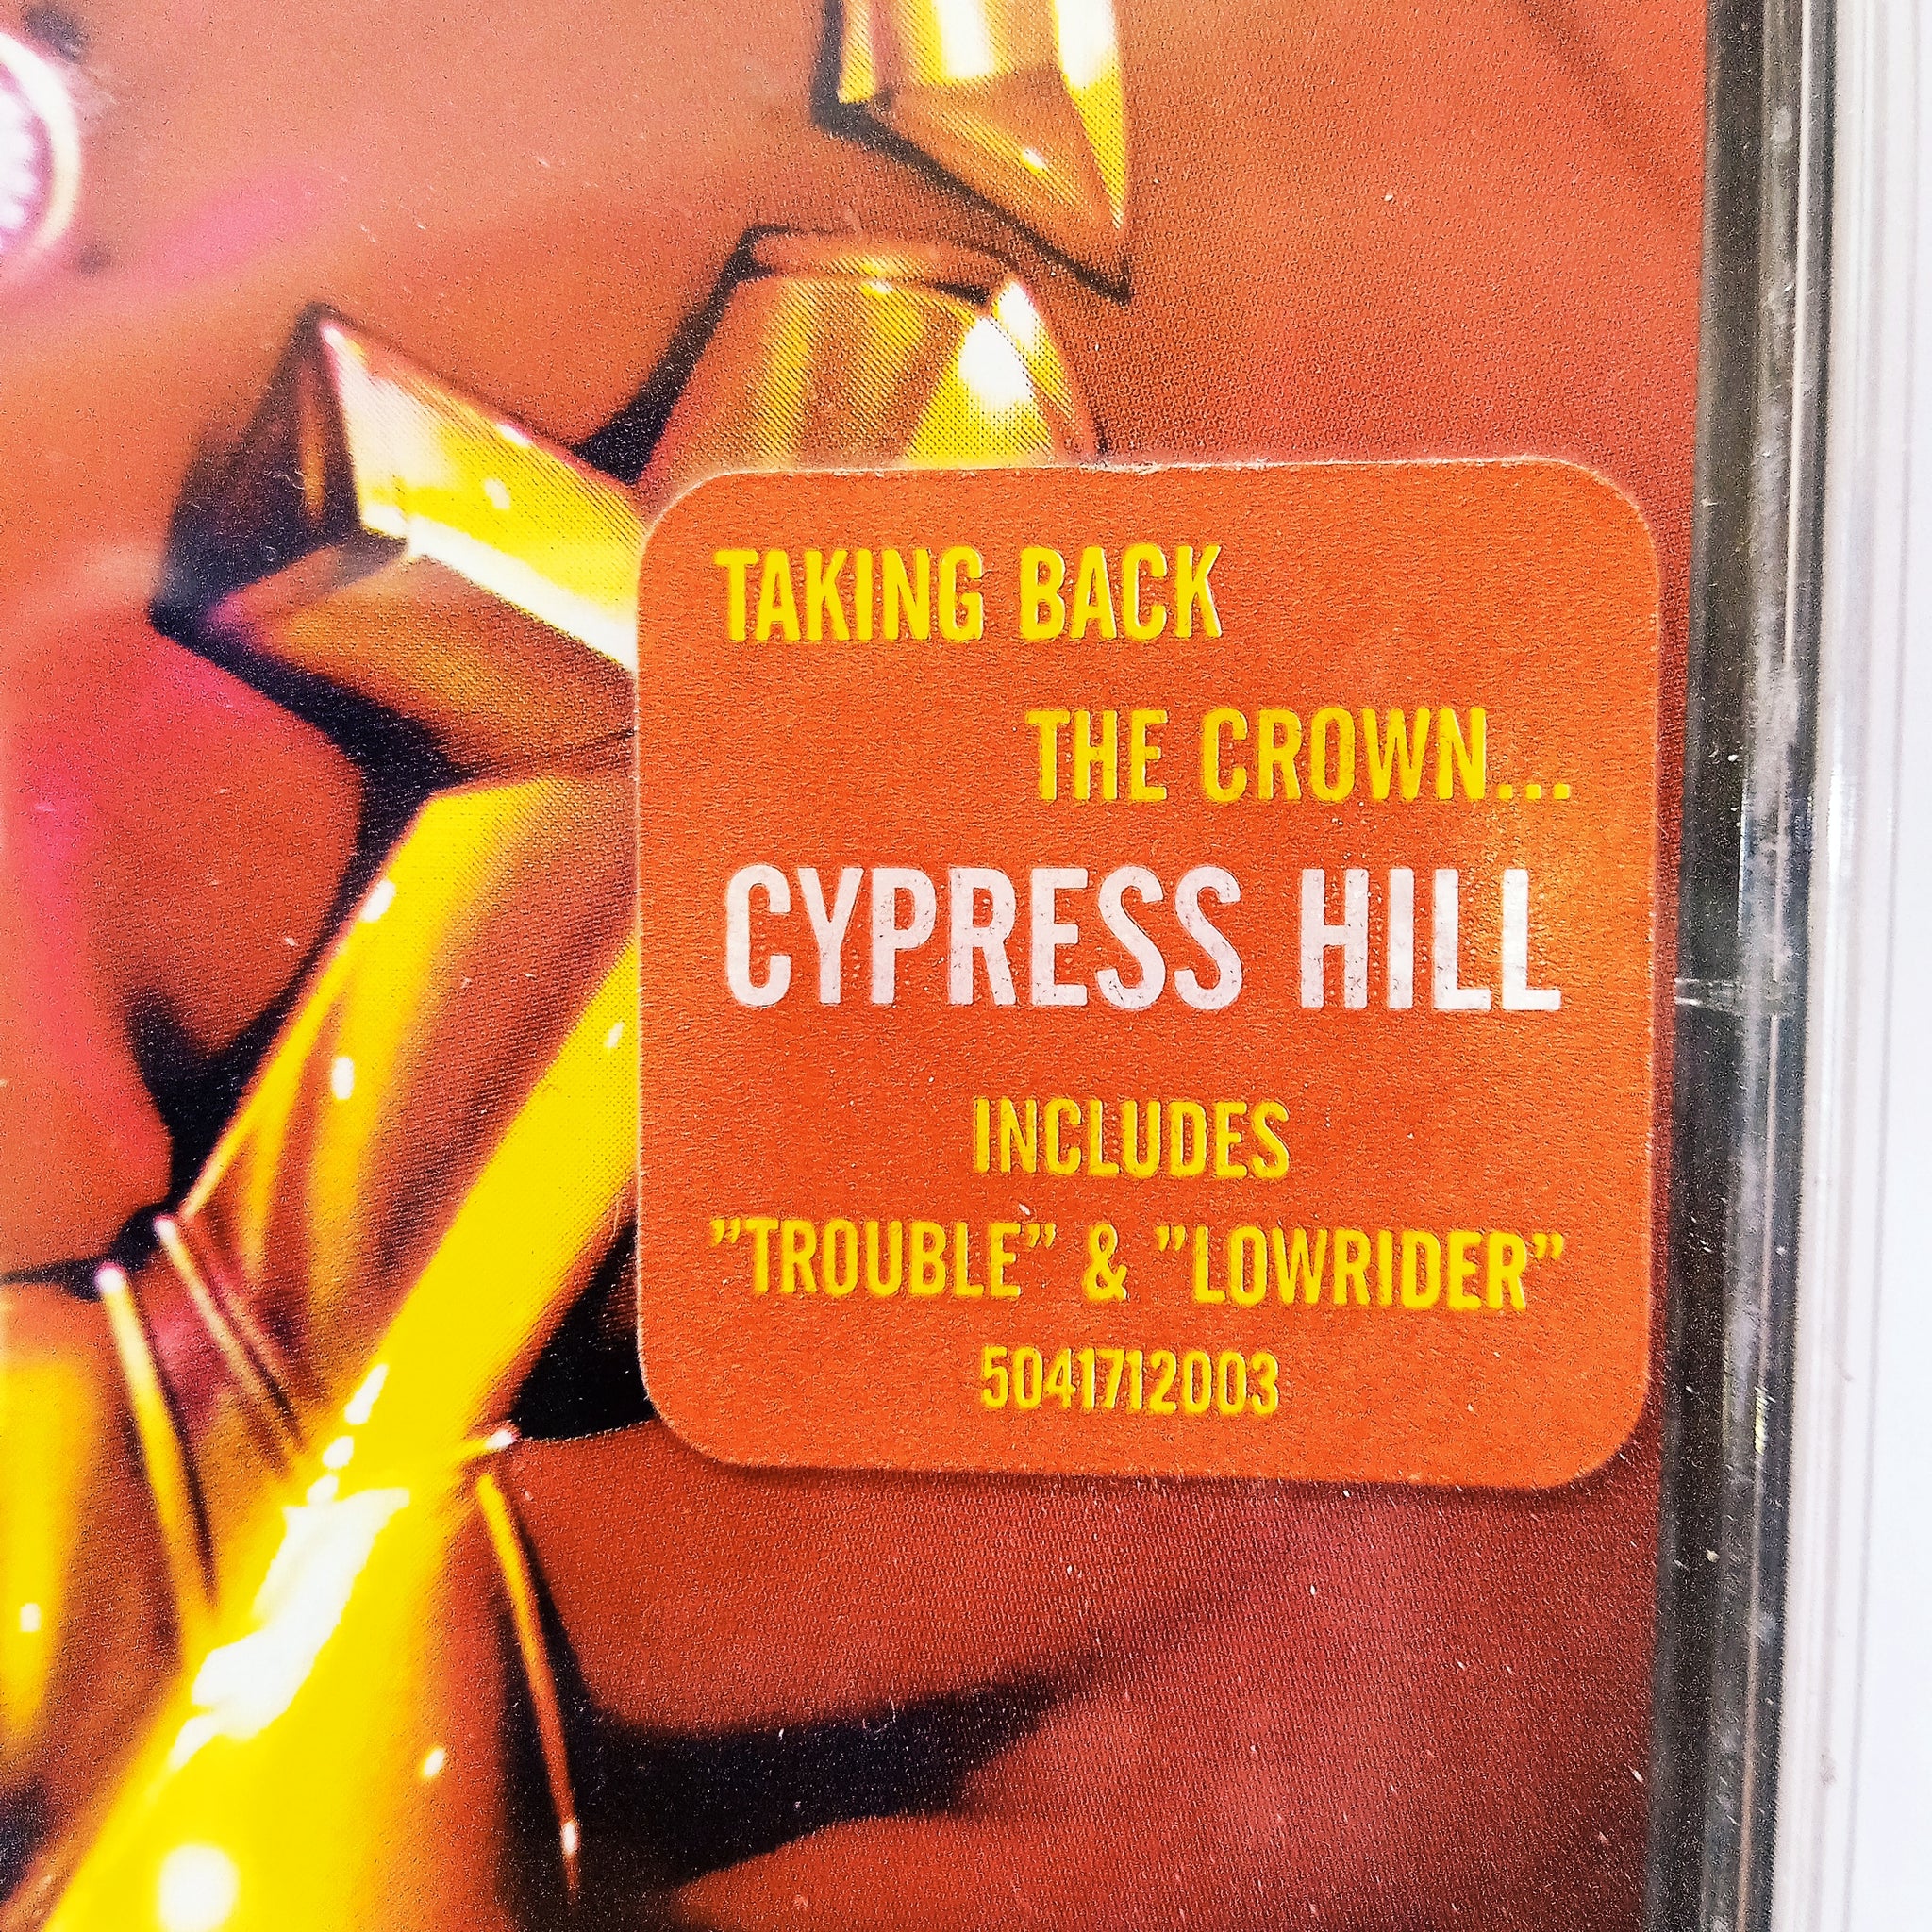 TAKING BACK
THE CROWN...
CYPRESS HILL
INCLUDES
”TROUBLE” & ”LOWRIDER”
5041712003